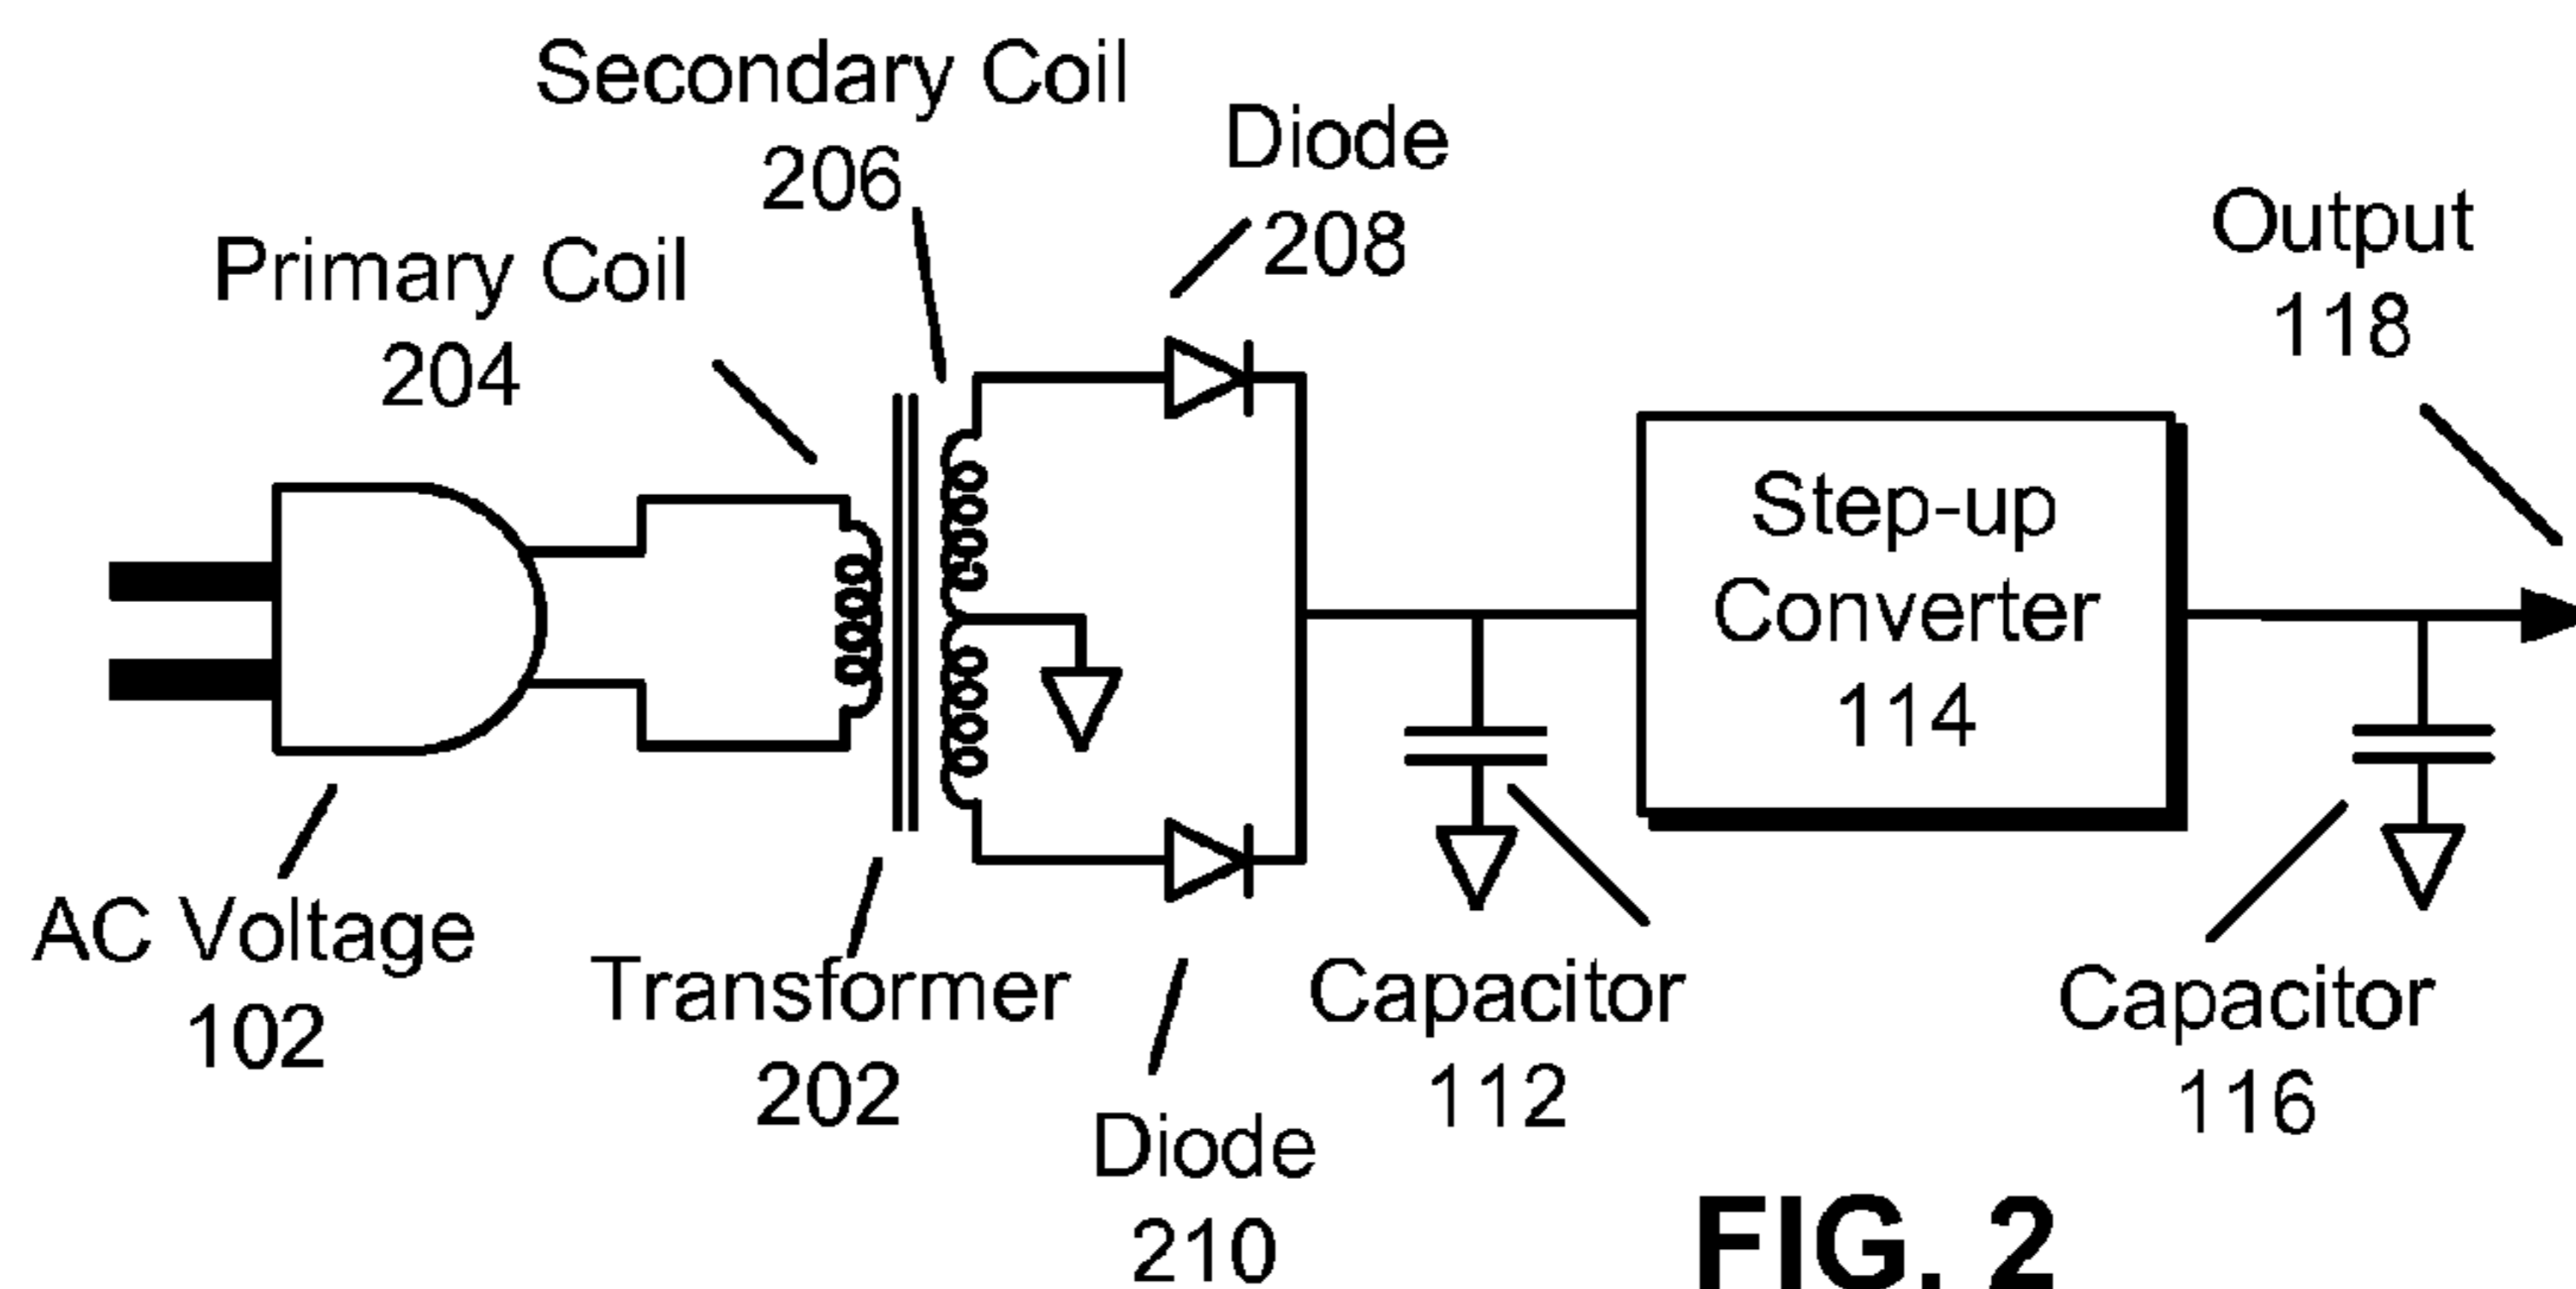 Secondary Coil
206
Diode
208
Output
118
Primary Coil
204
Step-up
Converter
114
AC Voltage
102
Transformer
202
Capacitor
112
Capacitor
116
Diode
210
FIG. 2